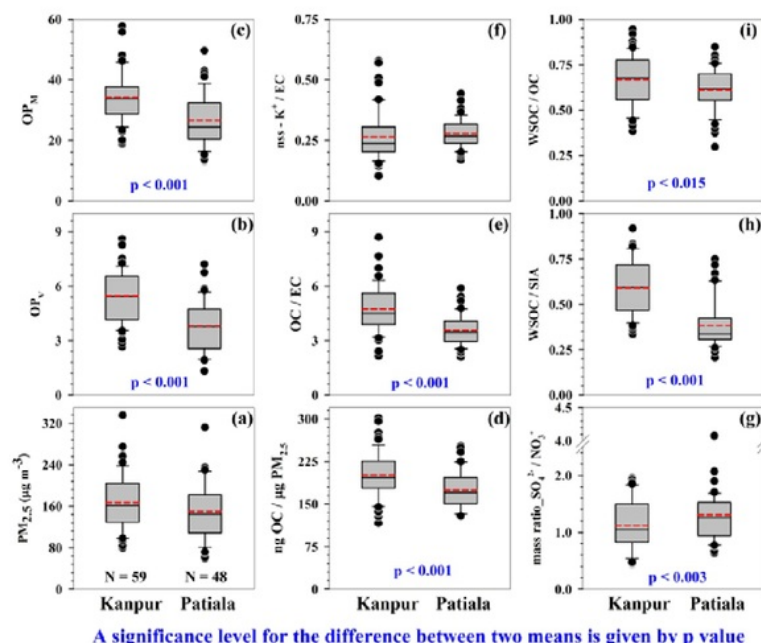 (c)
OP_M
60
40
20
0
p < 0.001
(f)
nss - K⁺ / EC
0.75
0.50
0.25
0.00
(i)
WSOC / OC
1.00
0.75
0.50
0.25
0.00
p < 0.015
(b)
OP_V
9
6
3
0
p < 0.001
(e)
OC / EC
9
6
3
0
p < 0.001
(h)
WSOC / SIA
1.00
0.75
0.50
0.25
0.00
p < 0.001
(a)
PM₂.₅ (µg m⁻³)
320
240
160
80
0
N = 59 N = 48
Kanpur Patiala
(d)
ng OC / µg PM₂.₅
300
225
150
75
0
p < 0.001
Kanpur Patiala
(g)
mass ratio_SO₄²⁻ / NO₃⁻
4.5
4.0
2.0
1.0
0.0
p < 0.003
Kanpur Patiala
A significance level for the difference between two means is given by p value